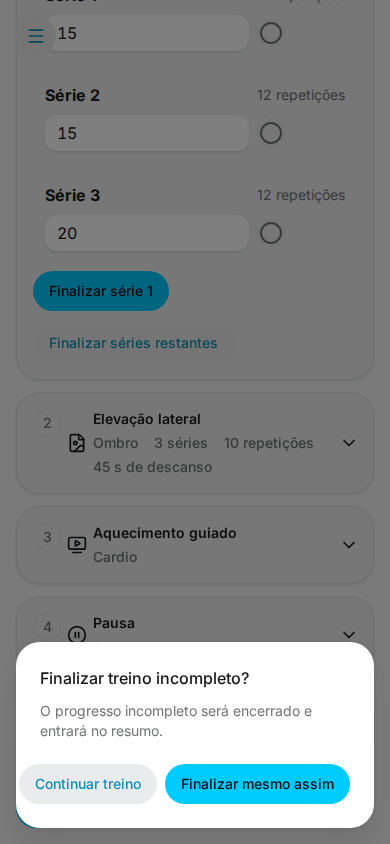 15
Série 2
12 repetições
15
Série 3
12 repetições
20
Finalizar série 1
Finalizar séries restantes
2
Elevação lateral
Ombro 3 séries 10 repetições
45 s de descanso
3
Aquecimento guiado
Cardio
4
Pausa
Finalizar treino incompleto?
O progresso incompleto será encerrado e
entrará no resumo.
Continuar treino
Finalizar mesmo assim